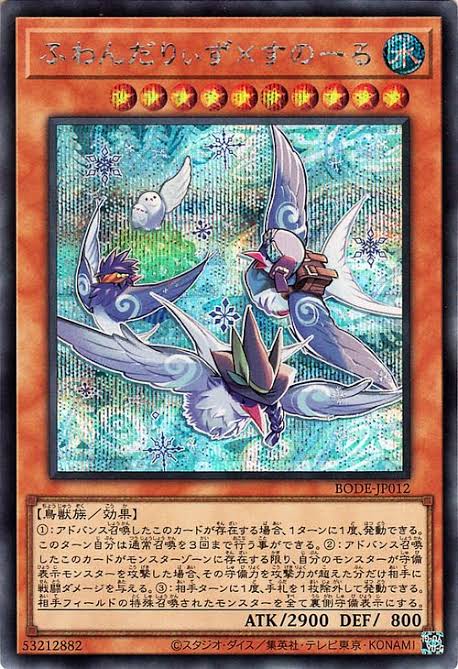 ふわんだりぃず×すの－る
水
BODE-JP012
【鳥獣族／効果】
①：アドバンス召喚したこのカードが存在する場合、1ターンに1度、発動できる。
このターン自分は通常召喚を3回まで行う事ができる。②：アドバンス召喚
したこのカードがモンスターゾーンに存在する限り、自分のモンスターが守備
表示モンスターを攻撃した場合、その守備力を攻撃力が超えた分だけ相手に
戦闘ダメージを与える。③：相手ターンに1度、手札を1枚除外して発動できる。
相手フィールドの特殊召喚されたモンスターを全て裏側守備表示にする。
ATK/2900 DEF/ 800
53212882 ©スタジオ・ダイス／集英社・テレビ東京・KONAMI